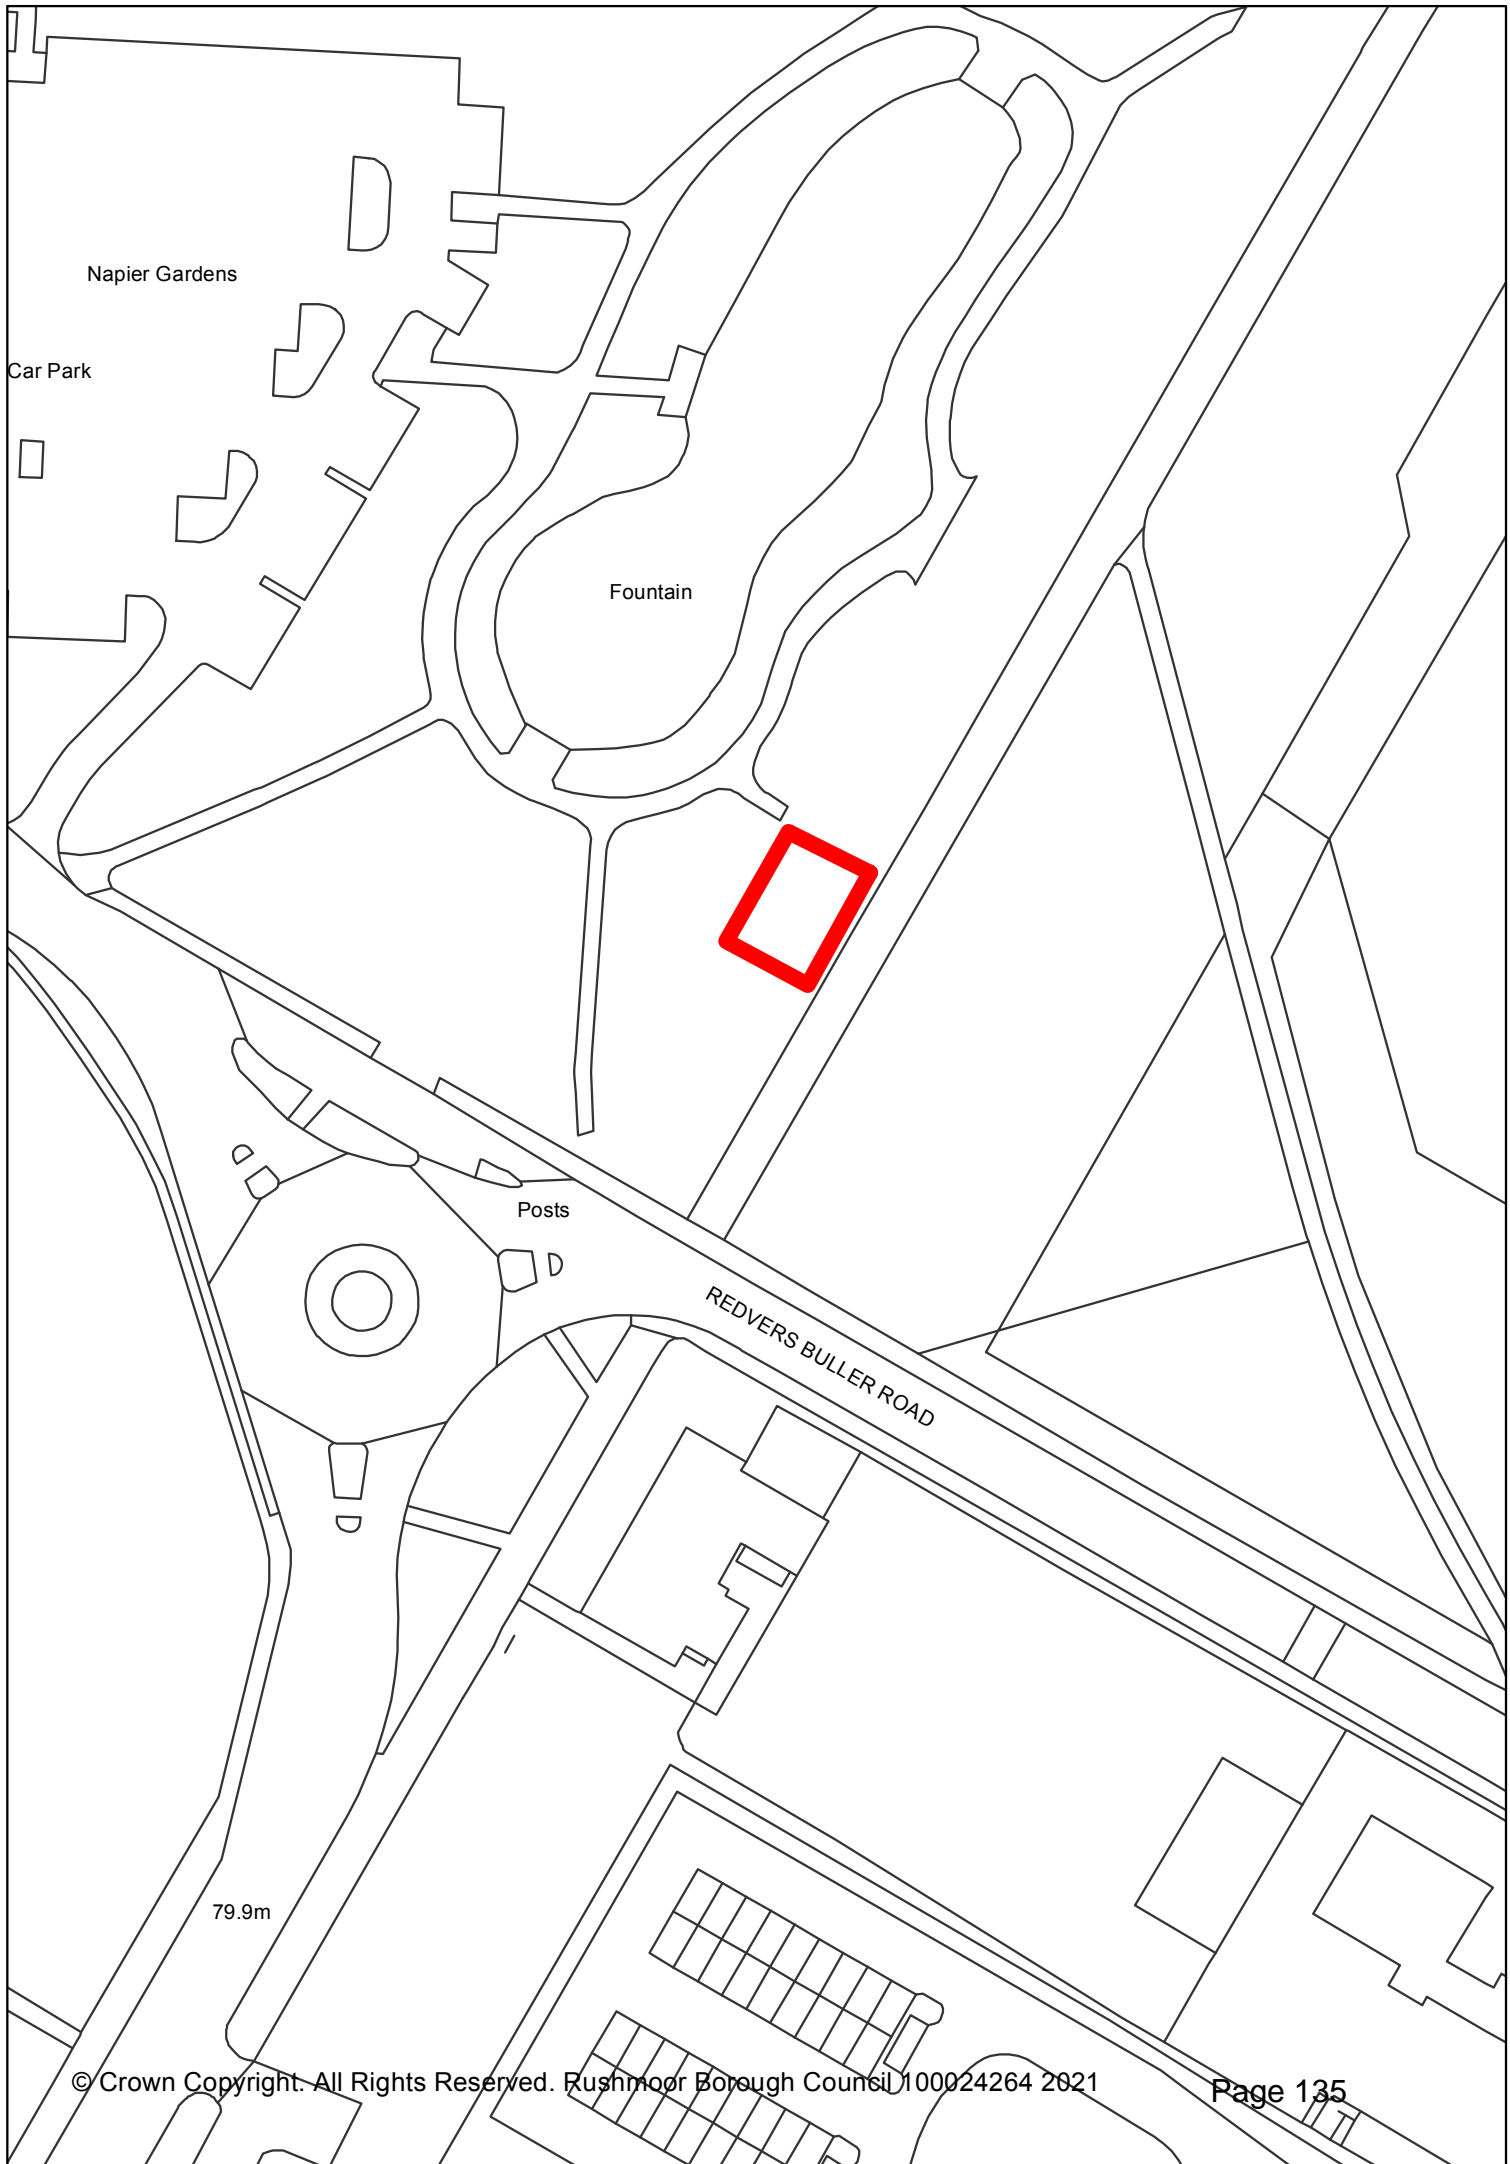 Napier Gardens
Car Park
Fountain
Posts
REDVERS BULLER ROAD
79.9m
© Crown Copyright. All Rights Reserved. Rushmoor Borough Council 100024264 2021
Page 135